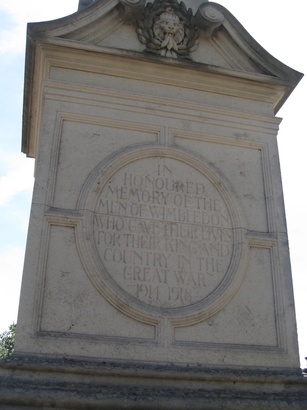 IN
HONOURED
MEMORY OF THE
MEN OF WIMBLEDON
WHO GAVE THEIR LIVES
FOR THEIR KING AND
COUNTRY IN THE
GREAT WAR
1914 1918